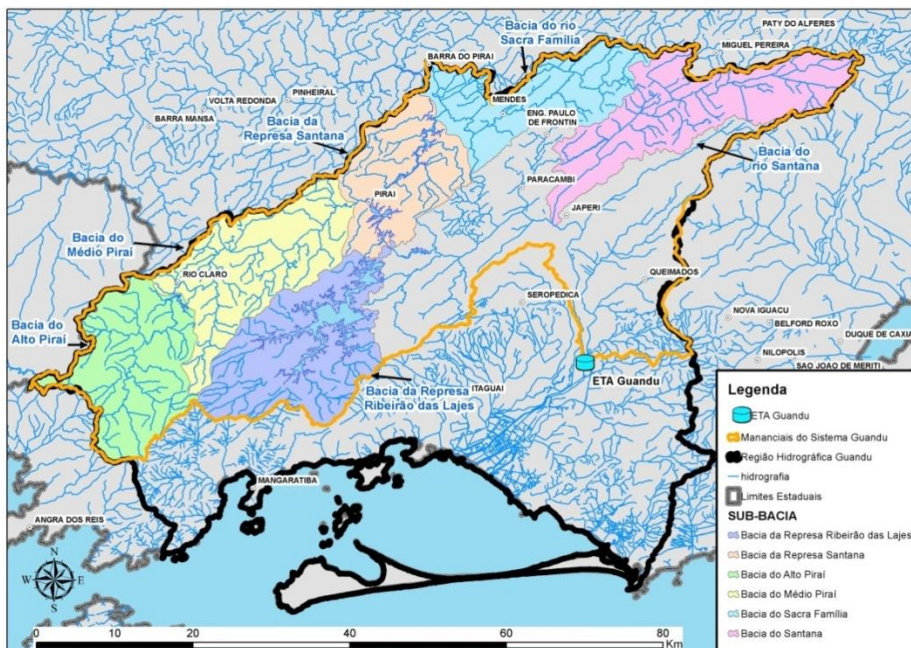 PATY DO ALFERES
Bacia do rio
Sacra Família
MIGUEL PEREIRA
BARRA DO PIRAI
PINHEIRAL
VOLTA REDONDA
BARRA MANSA
MENDES
Bacia da
Represa Santana
ENG. PAULO
DE FRONTIN
Bacia do
rio Santana
PIRAI
PARACAMBI
JAPERI
Bacia do
Médio Piraí
RIO CLARO
QUEIMADOS
SEROPEDICA
NOVA IGUACU
BELFORD ROXO
DUQUE DE CAXIA
Bacia do
Alto Piraí
NILOPOLIS
SAO JOAO DE MERITI
ETA Guandu
Bacia da Represa
Ribeirão das Lajes
ITAGUAI
MANGARATIBA
ANGRA DOS REIS
N
W E
S
0 10 20 40 60 80
Km
Legenda
ETA Guandu
Mananciais do Sistema Guandu
Região Hidrográfica Guandu
hidrografia
Limites Estaduais
SUB-BACIA
Bacia da Represa Ribeirão das Lajes
Bacia da Represa Santana
Bacia do Alto Piraí
Bacia do Médio Piraí
Bacia do Sacra Família
Bacia do Santana